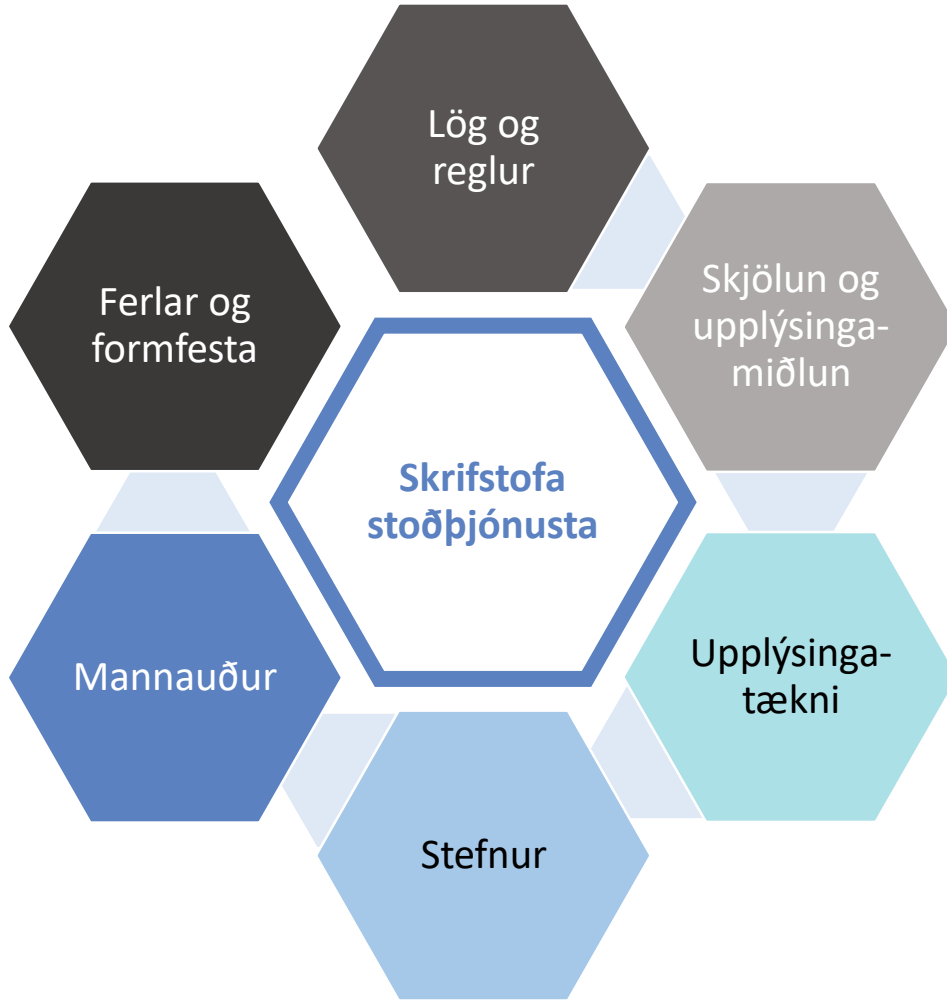 Lög og
reglur
Skjölun og
upplýsinga-
miðlun
Upplýsinga-
tækni
Stefnur
Mannauður
Ferlar og
formfesta
Skrifstofa
stoðþjónusta